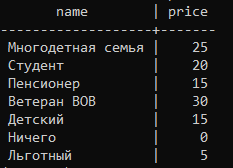 name | price
Многодетная семья | 25
Студент | 20
Пенсионер | 15
Ветеран ВОВ | 30
Детский | 15
Ничего | 0
Льготный | 5